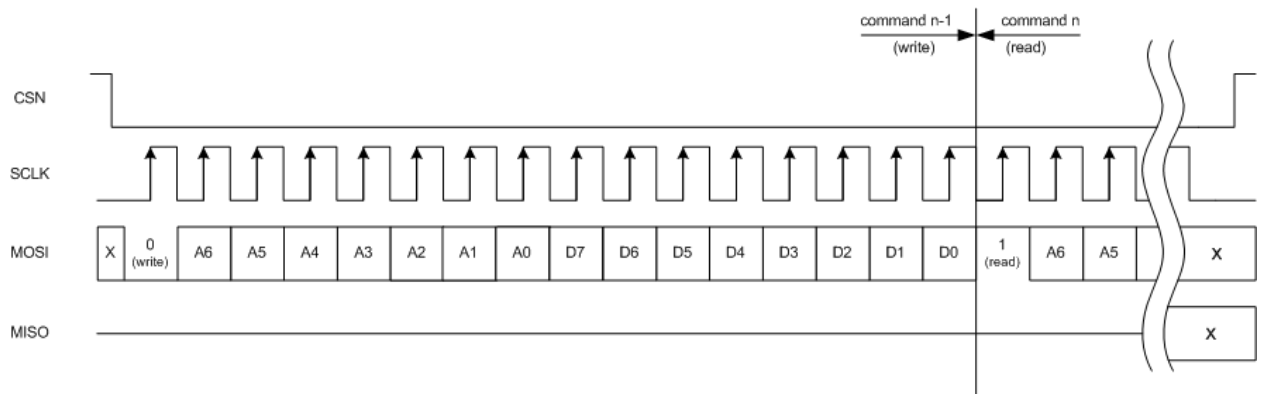 command n-1 command n
(write) (read)
CSN
SCLK
MOSI X 0 (write) A6 A5 A4 A3 A2 A1 A0 D7 D6 D5 D4 D3 D2 D1 D0 1 (read) A6 A5 X
MISO X